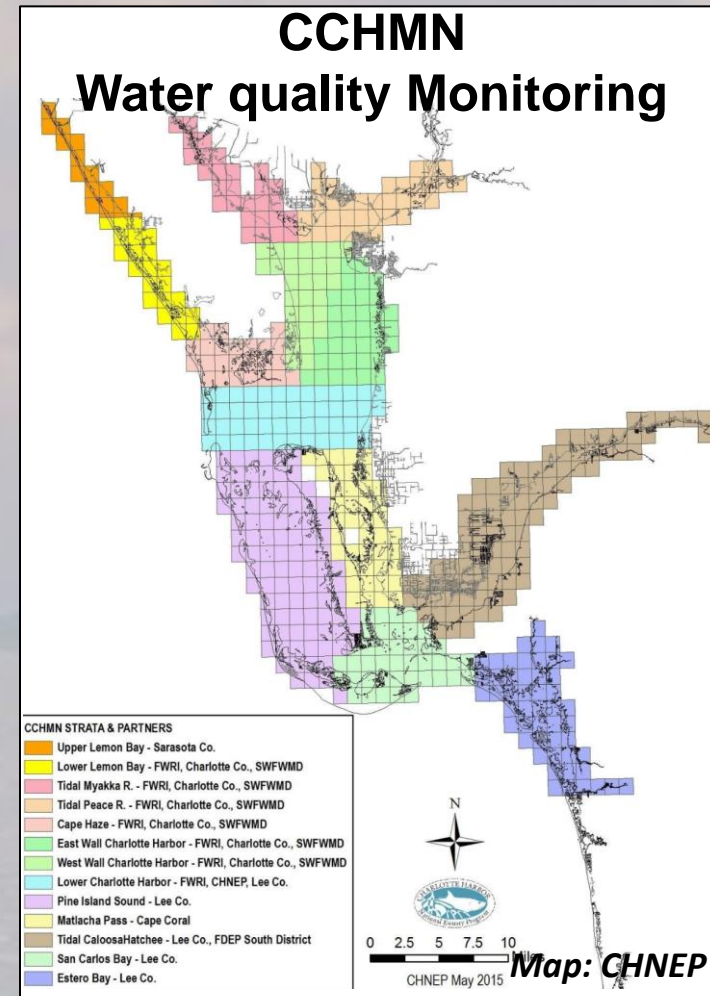 CCHMN
Water quality Monitoring
CCHMN STRATA & PARTNERS
Upper Lemon Bay - Sarasota Co.
Lower Lemon Bay - FWRI, Charlotte Co., SWFWMD
Tidal Myakka R. - FWRI, Charlotte Co., SWFWMD
Tidal Peace R. - FWRI, Charlotte Co., SWFWMD
Cape Haze - FWRI, Charlotte Co., SWFWMD
East Wall Charlotte Harbor - FWRI, Charlotte Co., SWFWMD
West Wall Charlotte Harbor - FWRI, Charlotte Co., SWFWMD
Lower Charlotte Harbor - FWRI, CHNEP, Lee Co.
Pine Island Sound - Lee Co.
Matlacha Pass - Cape Coral
Tidal CaloosaHatchee - Lee Co., FDEP South District
San Carlos Bay - Lee Co.
Estero Bay - Lee Co.
N
CHARLOTTE HARBOR
National Estuary Program
0 2.5 5 7.5 10
Miles
CHNEP May 2015
Map: CHNEP